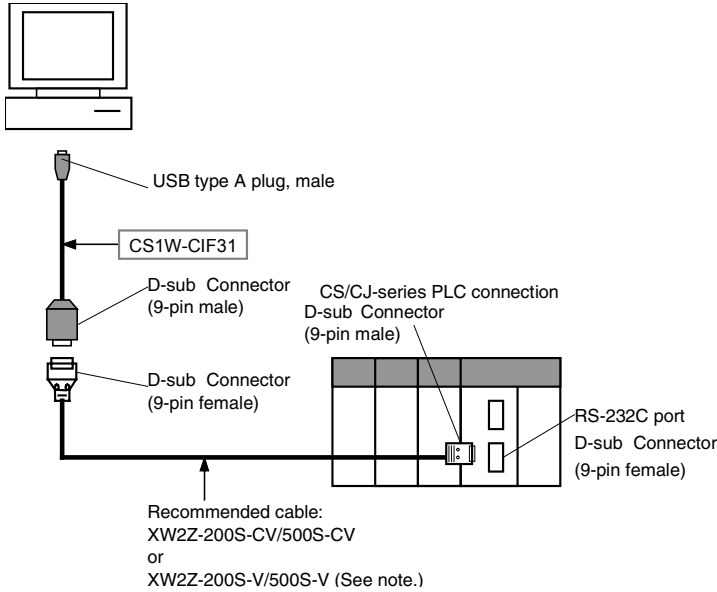 USB type A plug, male
CS1W-CIF31
D-sub Connector
(9-pin male)
CS/CJ-series PLC connection
D-sub Connector
(9-pin male)
D-sub Connector
(9-pin female)
RS-232C port
D-sub Connector
(9-pin female)
Recommended cable:
XW2Z-200S-CV/500S-CV
or
XW2Z-200S-V/500S-V (See note.)